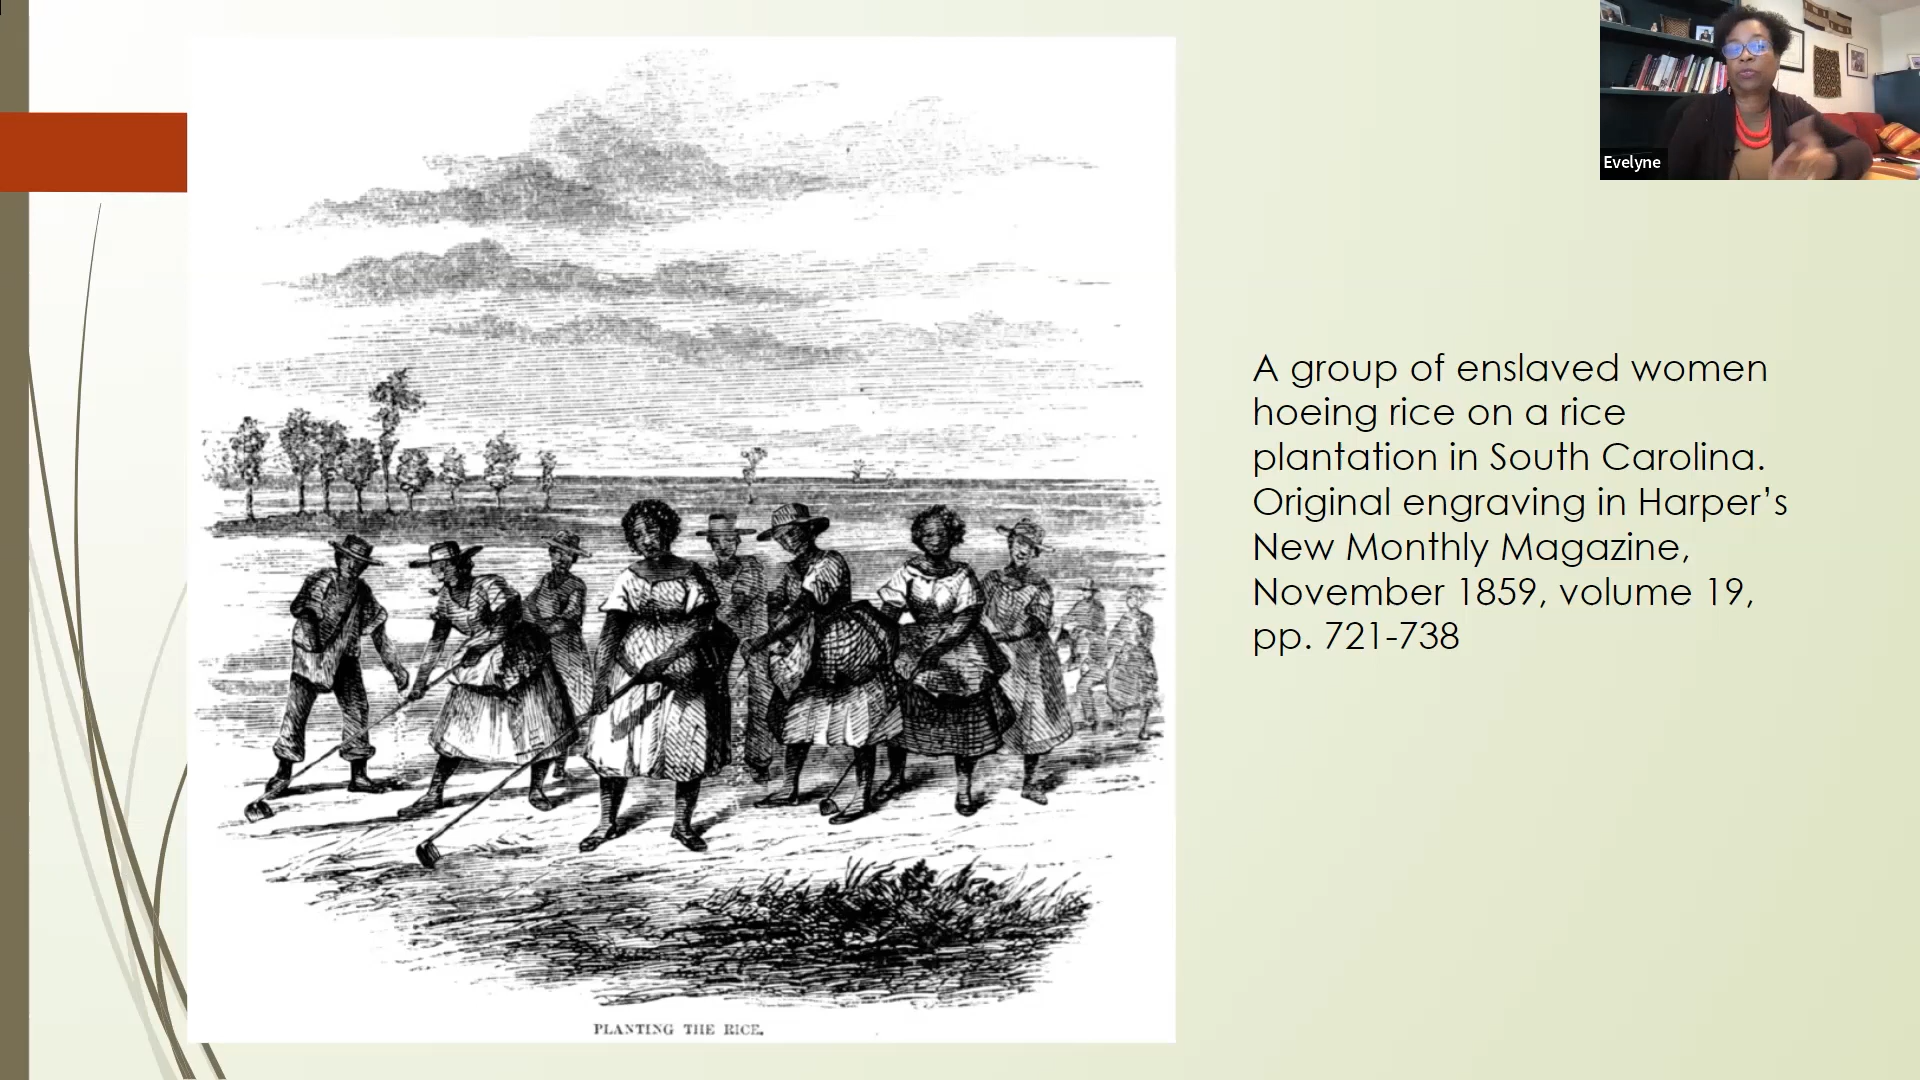 Evelyne
A group of enslaved women
hoeing rice on a rice
plantation in South Carolina.
Original engraving in Harper’s
New Monthly Magazine,
November 1859, volume 19,
pp. 721-738
PLANTING THE RICE.